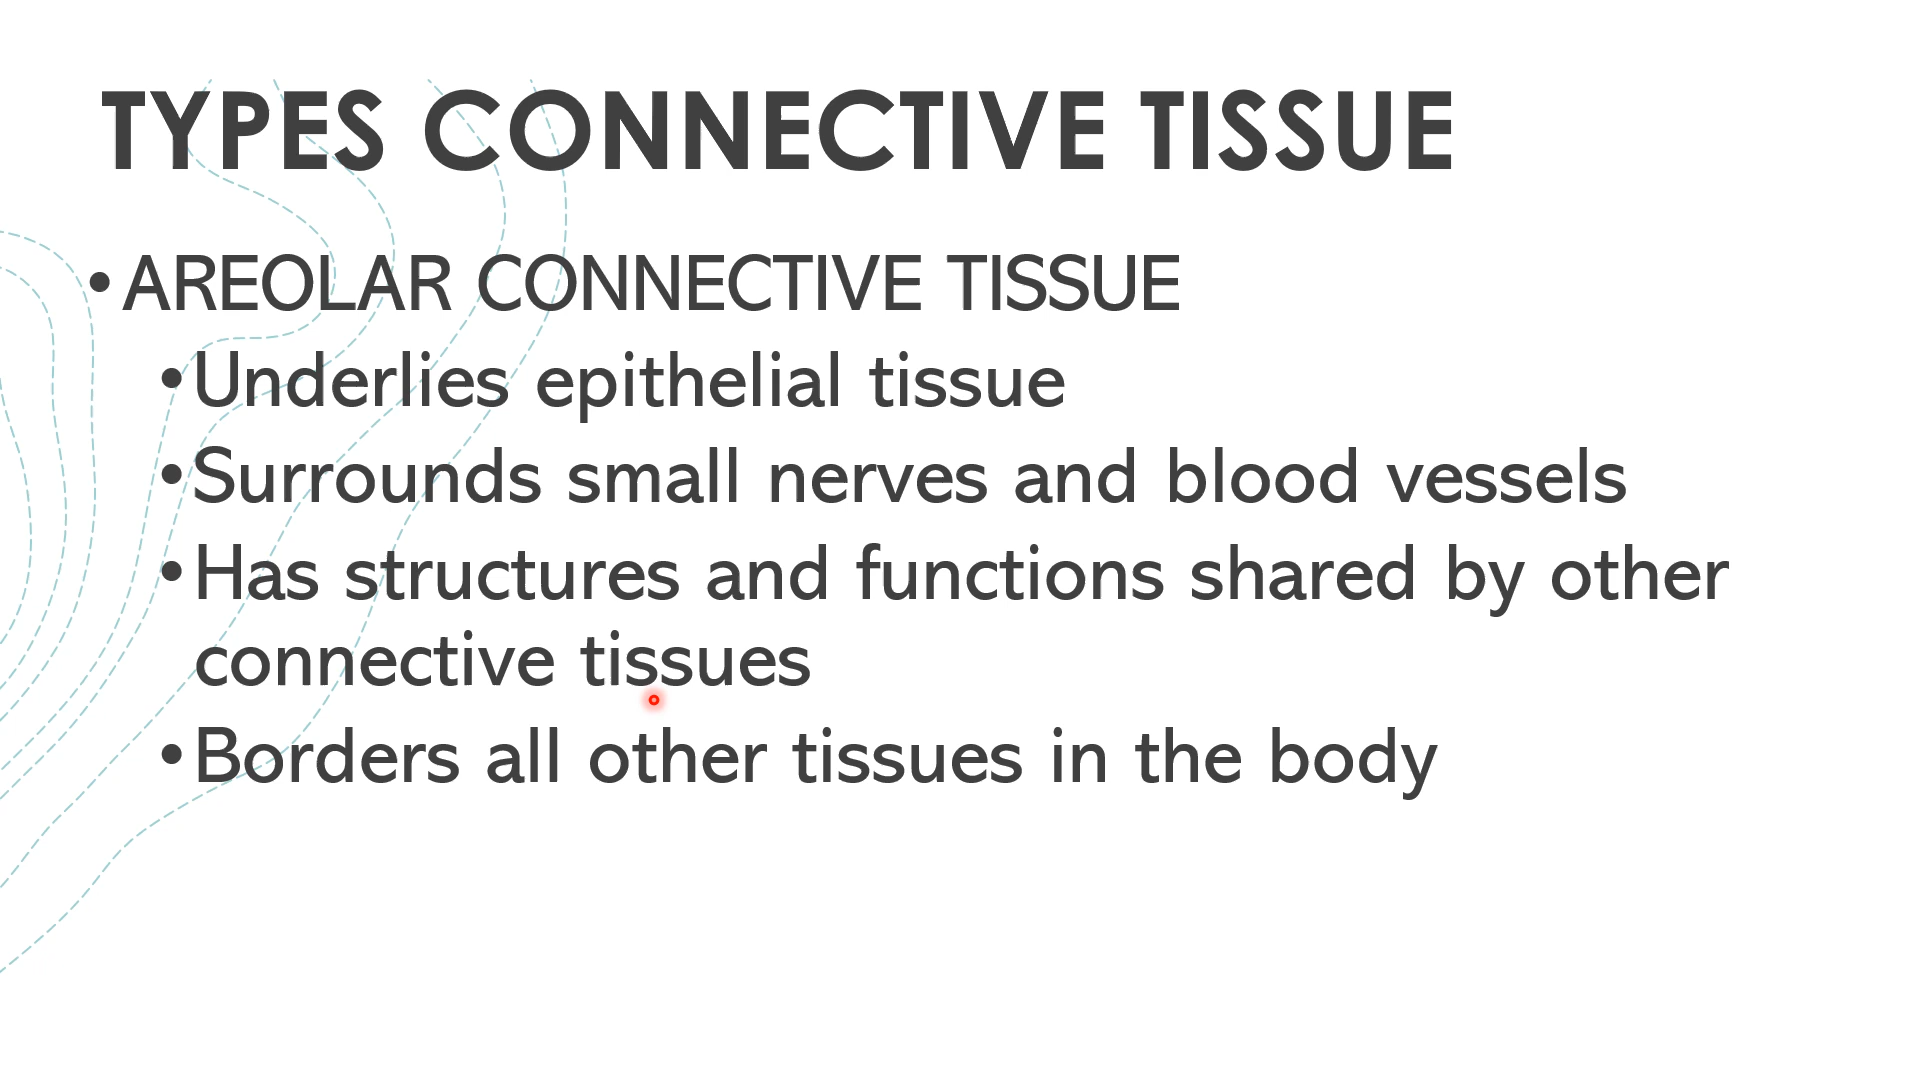 TYPES CONNECTIVE TISSUE
•AREOLAR CONNECTIVE TISSUE
•Underlies epithelial tissue
•Surrounds small nerves and blood vessels
•Has structures and functions shared by other
connective tissues
•Borders all other tissues in the body